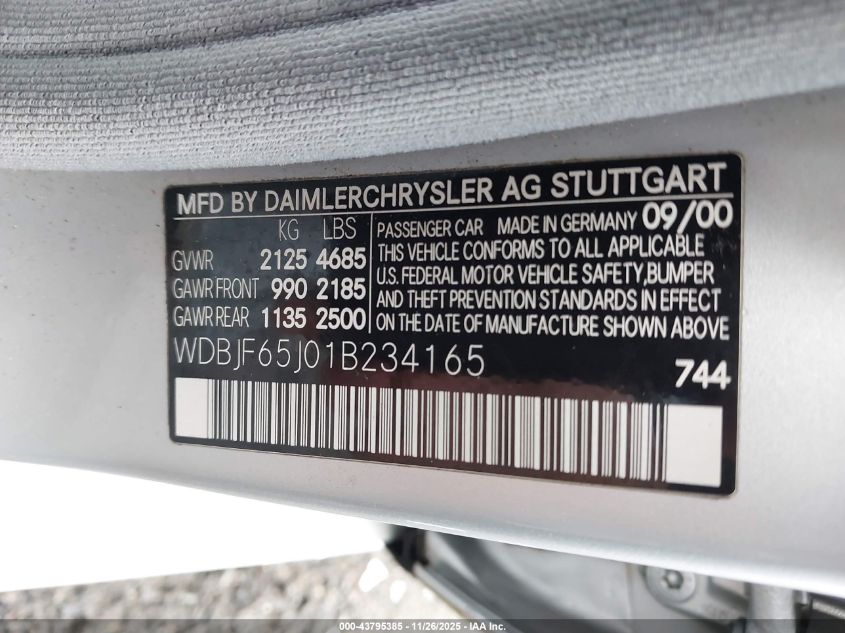 MFD BY DAIMLERCHRYSLER AG STUTTGART
KG LBS
GVWR 2125 4685
GAWR FRONT 990 2185
GAWR REAR 1135 2500
PASSENGER CAR MADE IN GERMANY 09/00
THIS VEHICLE CONFORMS TO ALL APPLICABLE
U.S. FEDERAL MOTOR VEHICLE SAFETY,BUMPER
AND THEFT PREVENTION STANDARDS IN EFFECT
ON THE DATE OF MANUFACTURE SHOWN ABOVE
WDBJF65J01B234165
744
000-43795385 - 11/26/2025 - IAA